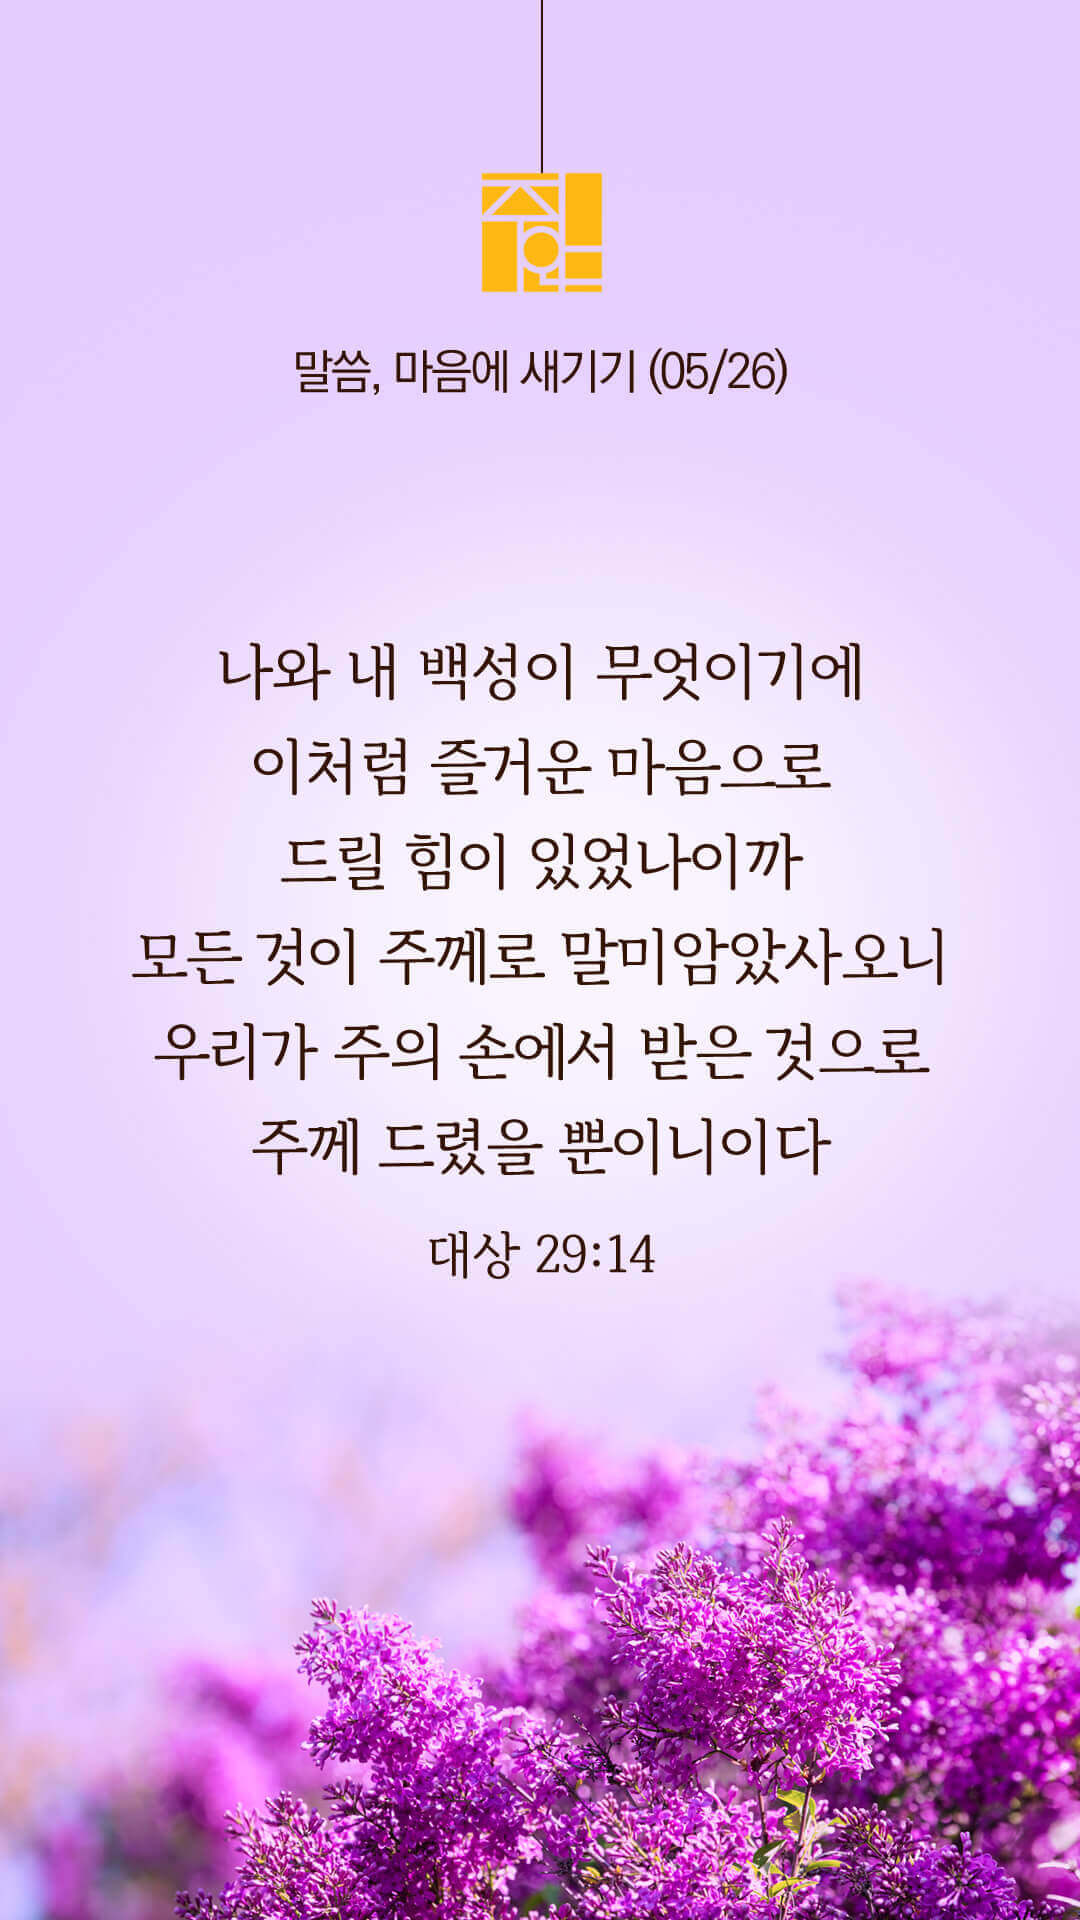 말씀, 마음에 새기기 (05/26)
나와 내 백성이 무엇이기에
이처럼 즐거운 마음으로
드릴 힘이 있었나이까
모든 것이 주께로 말미암았사오니
우리가 주의 손에서 받은 것으로
주께 드렸을 뿐이니이다
대상 29:14